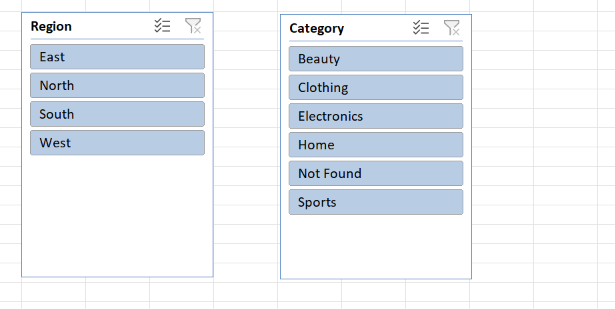 Region
East
North
South
West
Category
Beauty
Clothing
Electronics
Home
Not Found
Sports